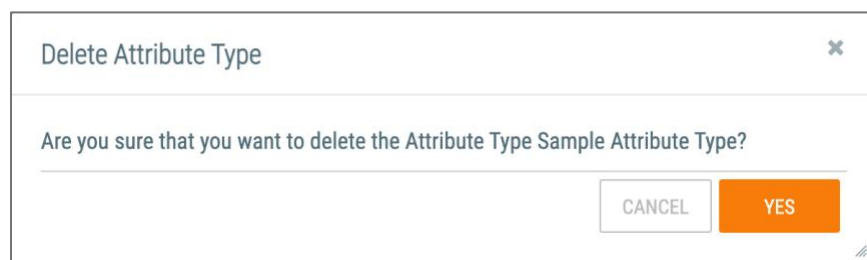 Delete Attribute Type
Are you sure that you want to delete the Attribute Type Sample Attribute Type?
CANCEL YES